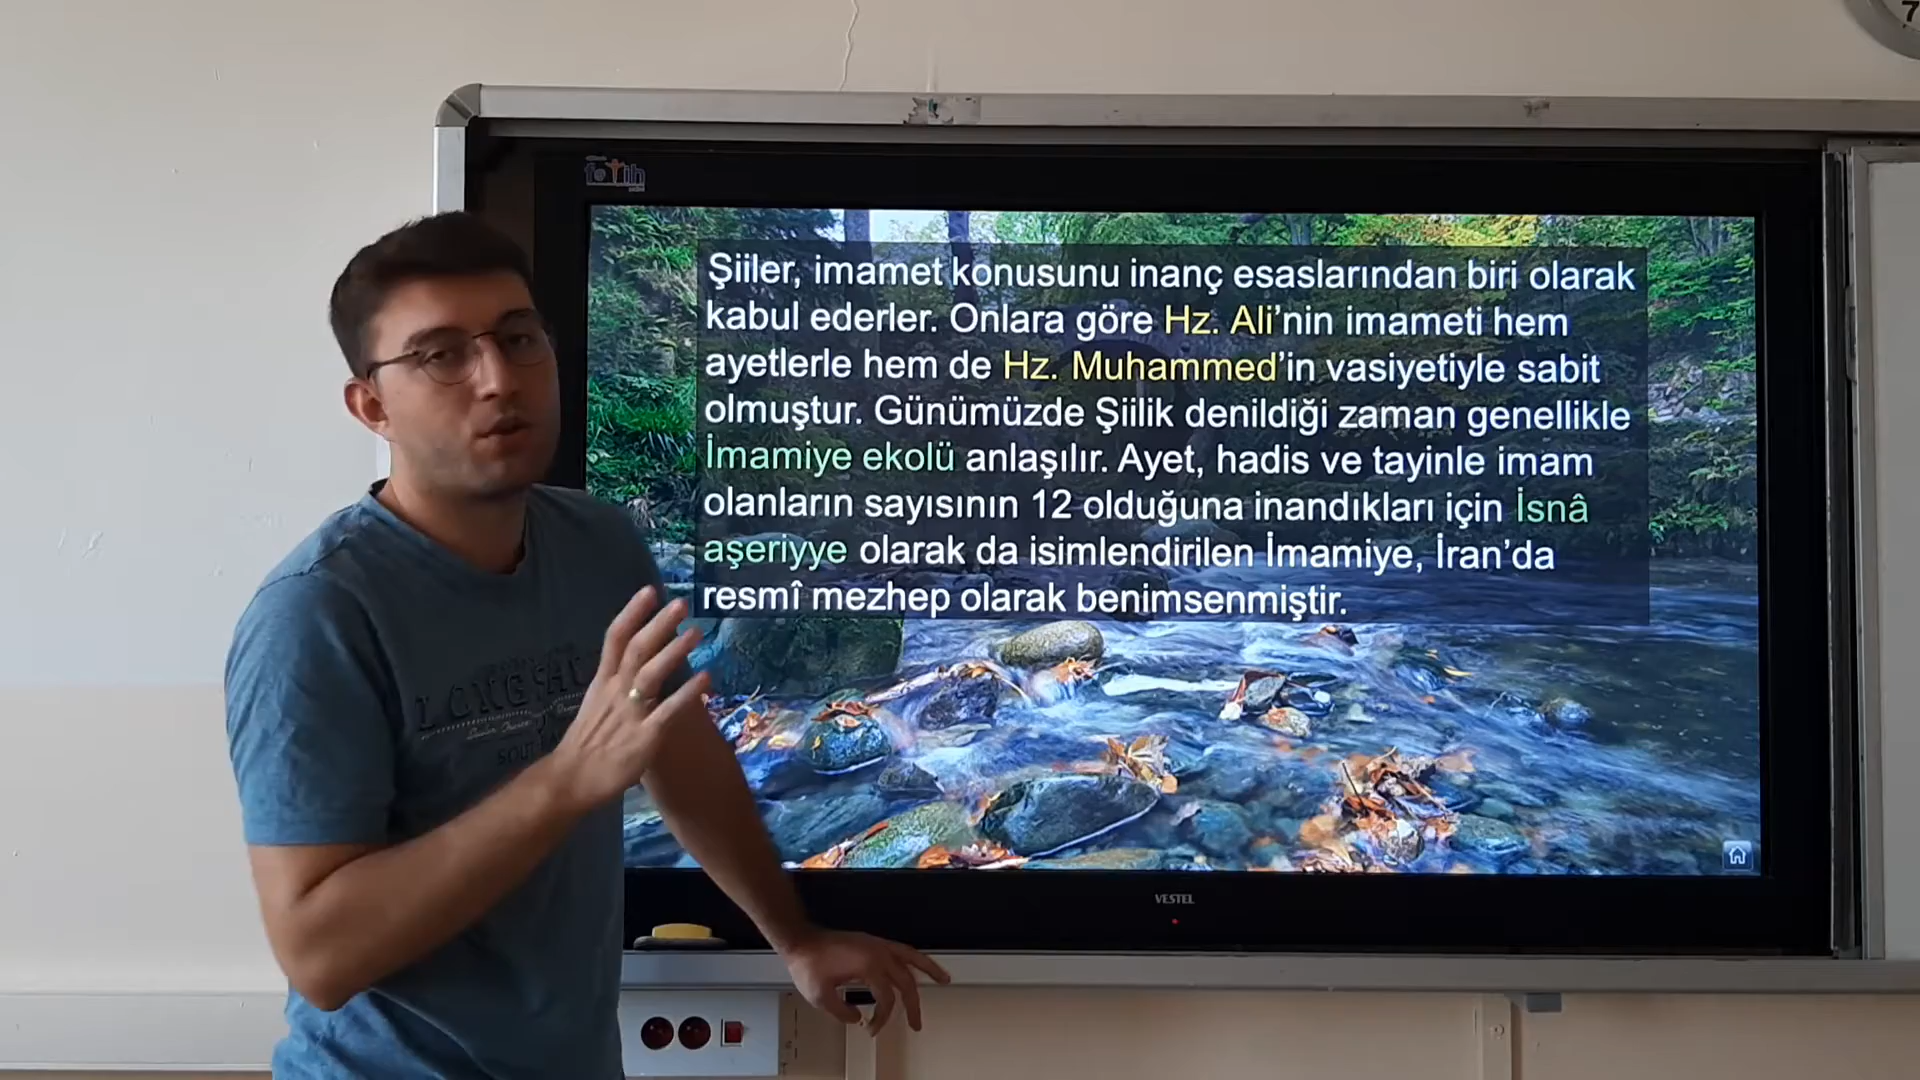 7
fatih
Şiiler, imamet konusunu inanç esaslarından biri olarak
kabul ederler. Onlara göre Hz. Ali’nin imameti hem
ayetlerle hem de Hz. Muhammed’in vasiyetiyle sabit
olmuştur. Günümüzde Şiilik denildiği zaman genellikle
İmamiye ekolü anlaşılır. Ayet, hadis ve tayinle imam
olanların sayısının 12 olduğuna inandıkları için İsnâ
aşeriyye olarak da isimlendirilen İmamiye, İran’da
resmî mezhep olarak benimsenmiştir.
VESTEL